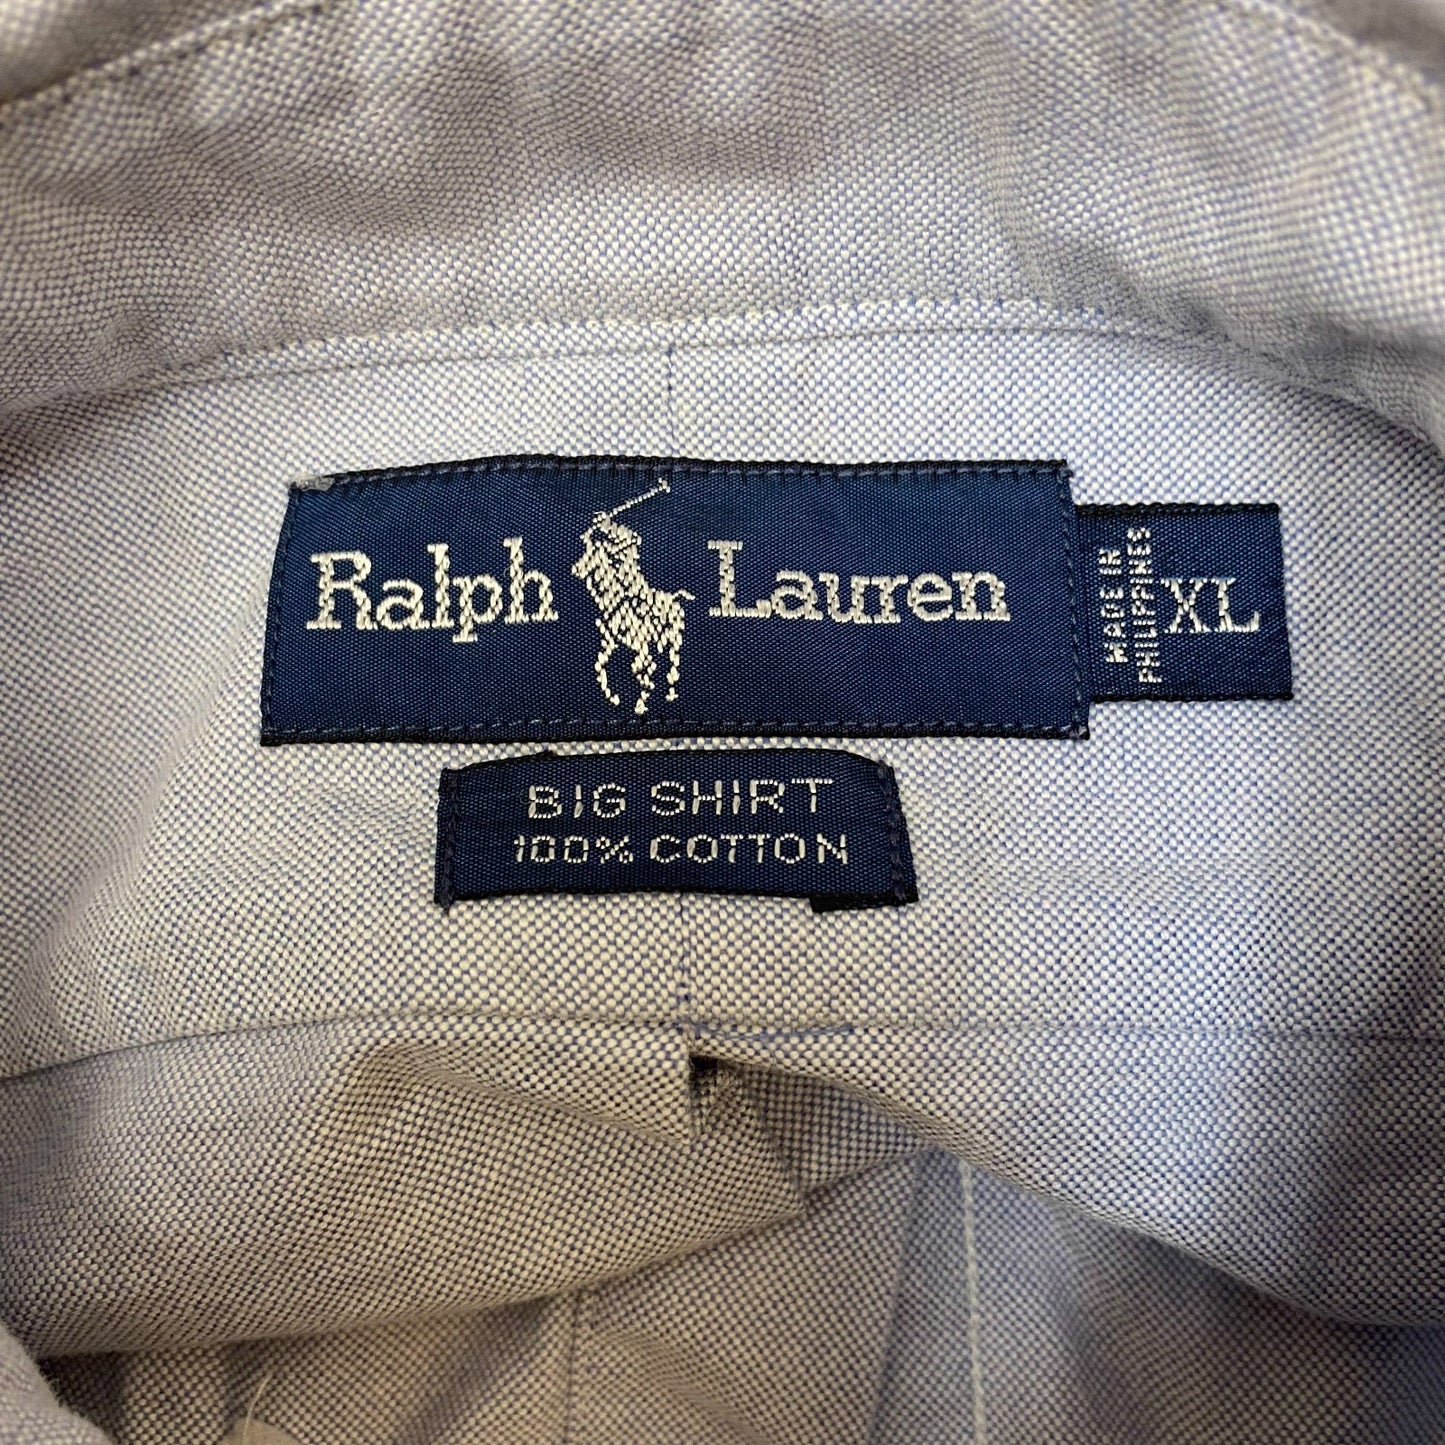 Ralph Lauren
MADE IN
PHILIPPINES
XL
BIG SHIRT
100% COTTON